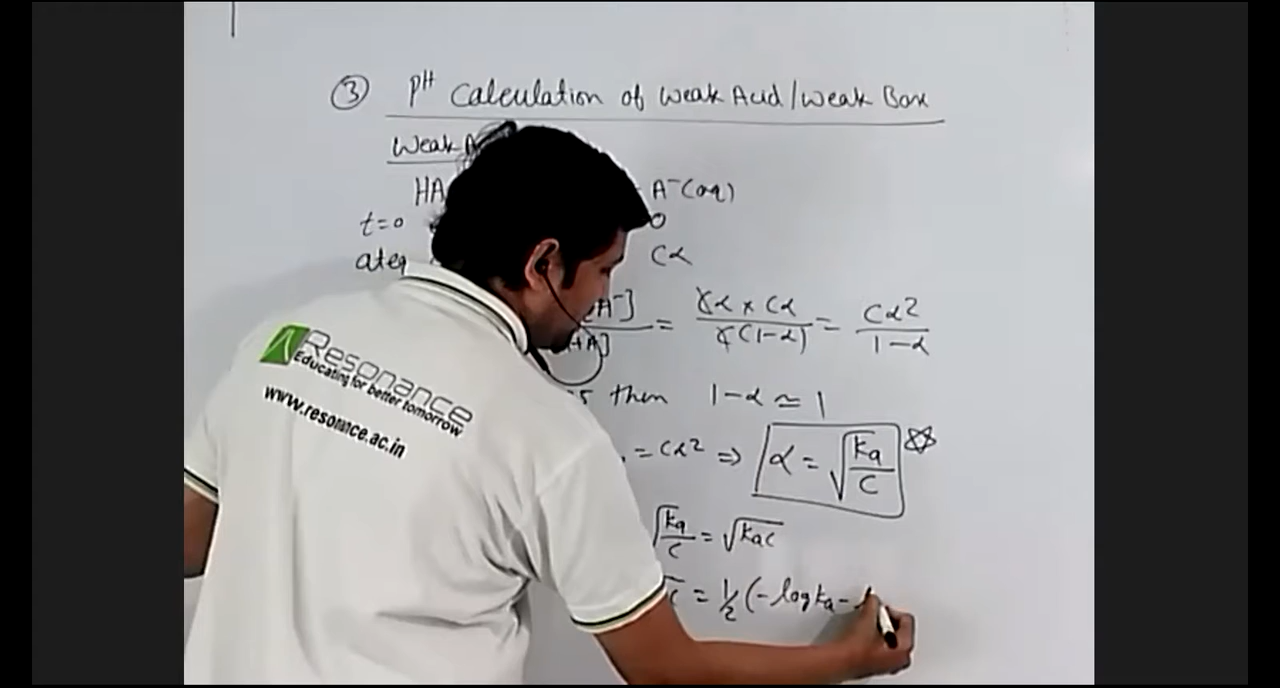 ③ pH Calculation of Weak Acid/Weak Base
Weak A
HA A⁻(aq)
t=0 0
ateq Cα
[A⁻]/[HA] = Cα × Cα/C(1-α) = Cα²/1-α
then 1-α ≃ 1
= Cα² ⇒ α = √(Ka/C)
√(Ka/C) = √KaC
= 1/2 (-log Ka -
Resonance
Educating for better tomorrow
www.resonance.ac.in